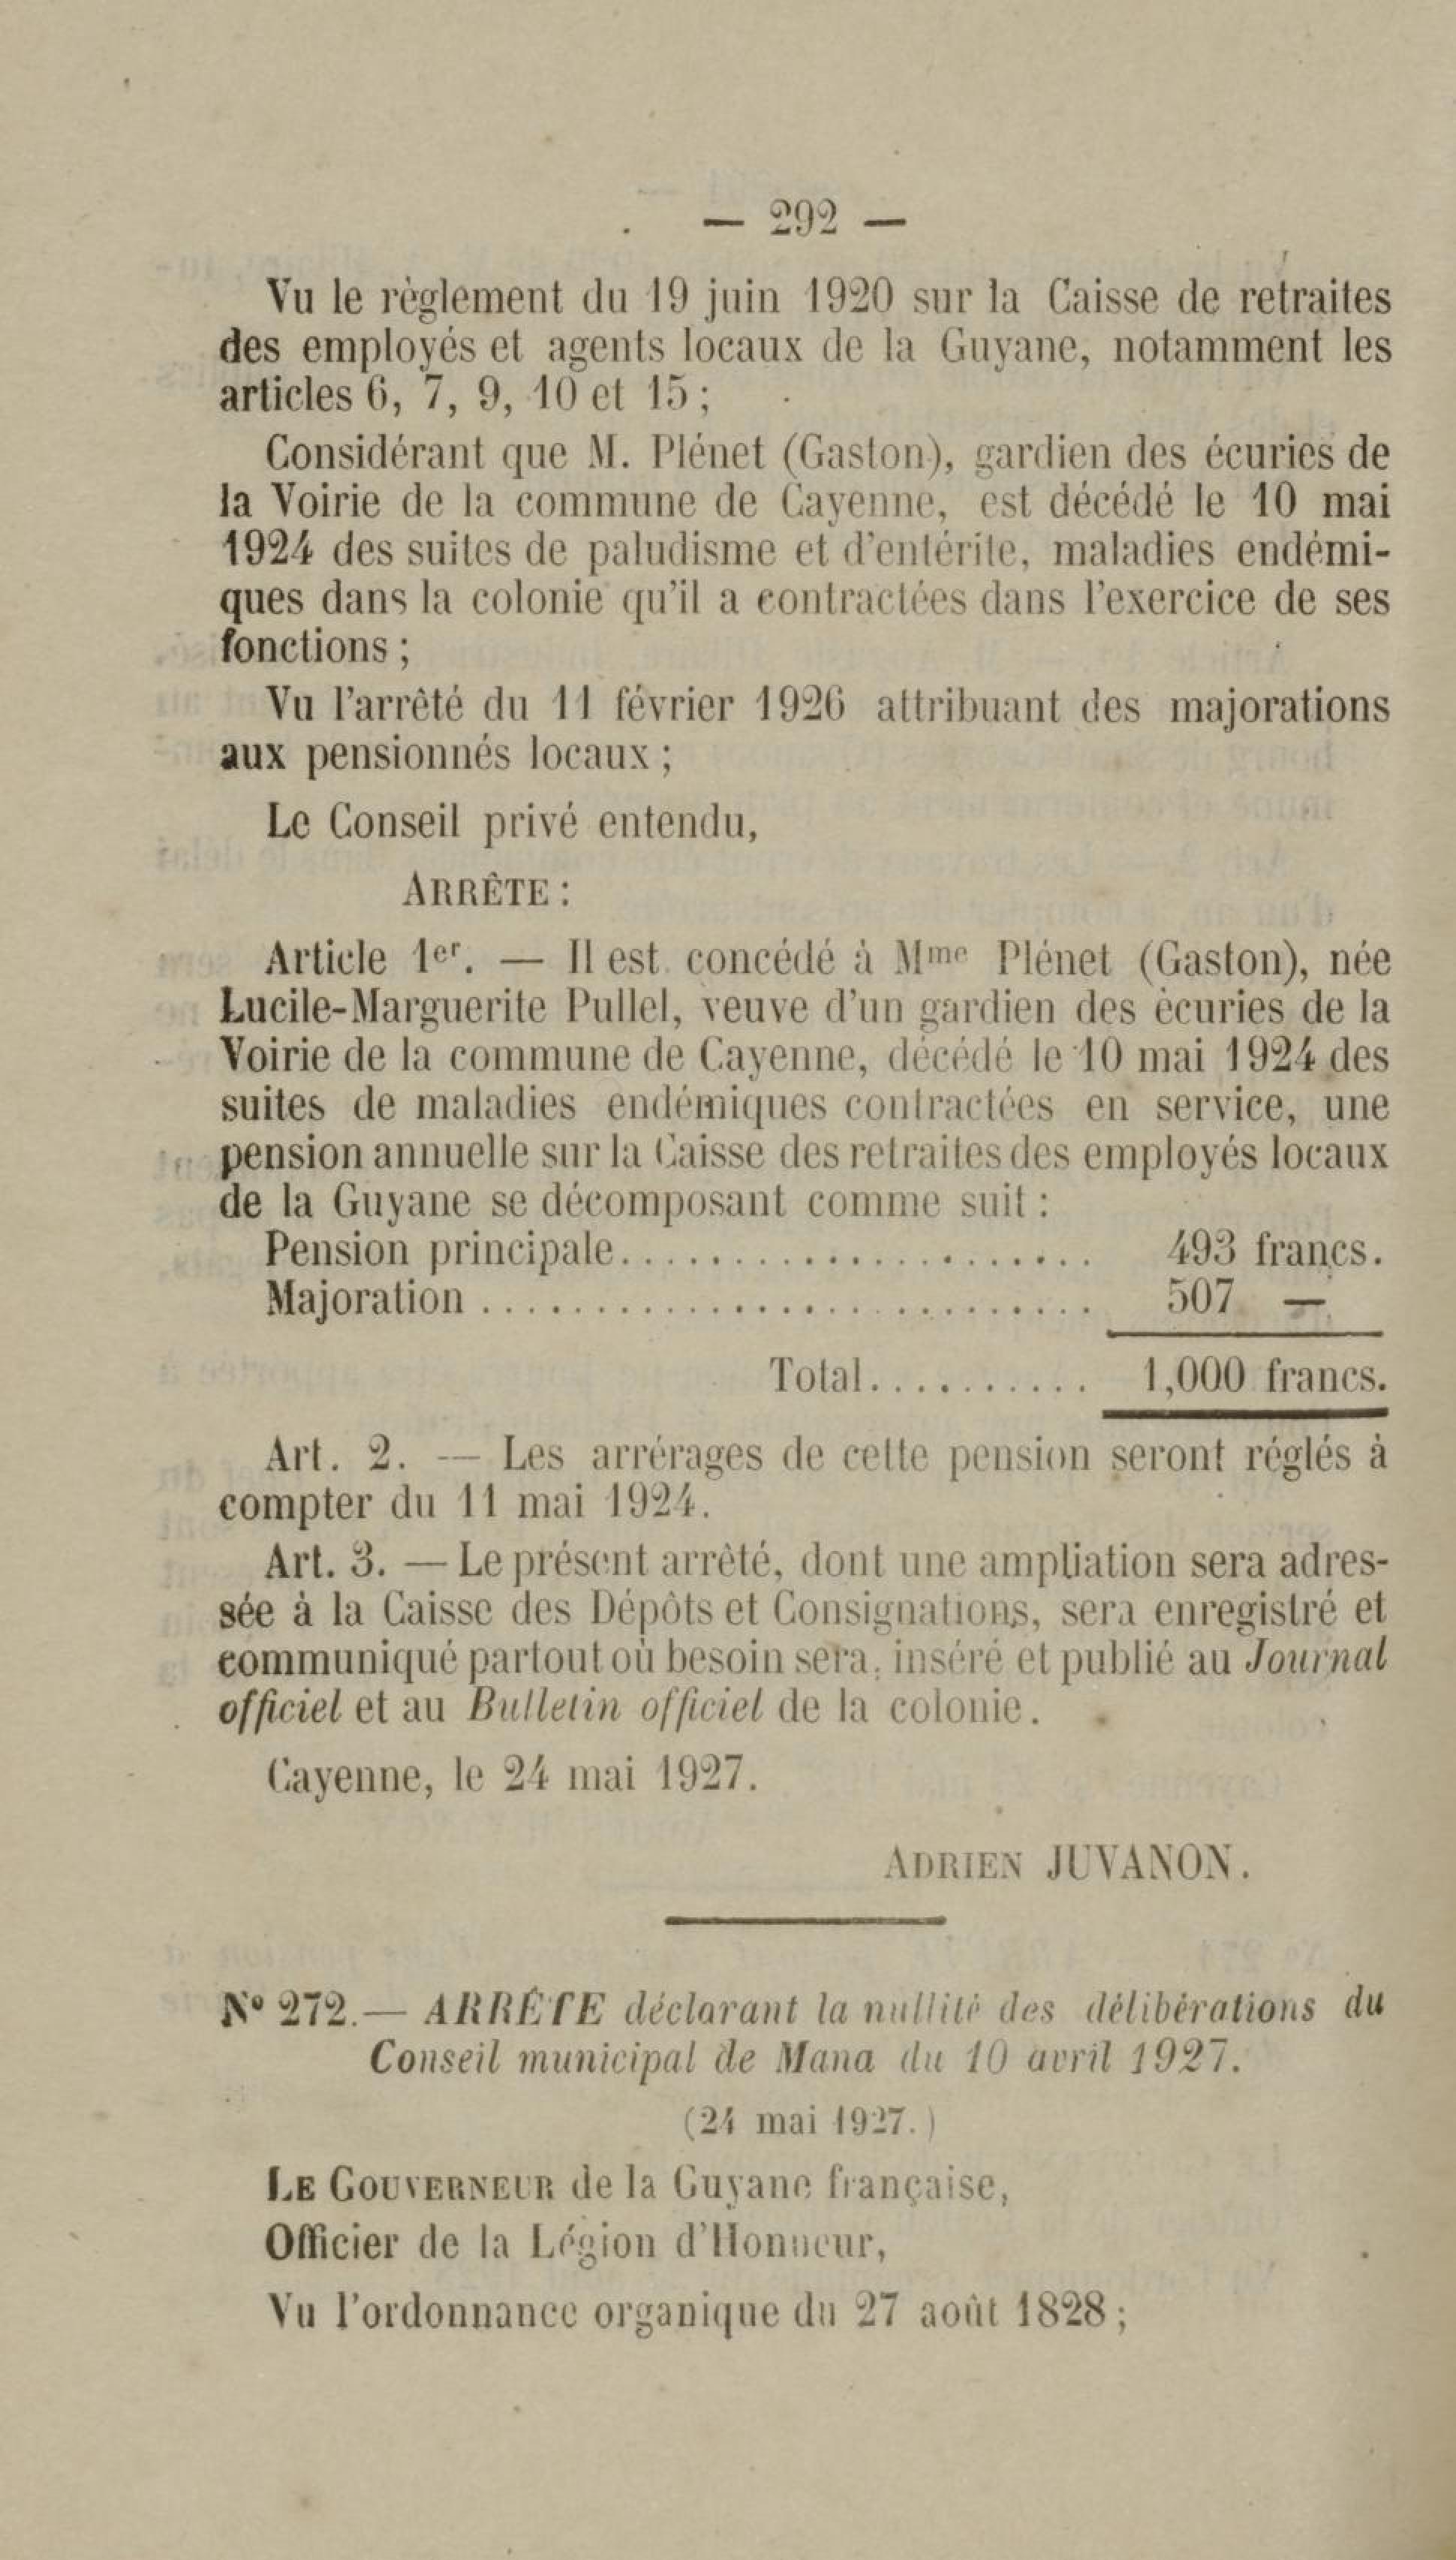 — 292 —
Vu le règlement du 19 juin 1920 sur la Caisse de retraites
des employés et agents locaux de la Guyane, notamment les
articles 6, 7, 9, 10 et 15 ;
Considérant que M. Plénet (Gaston), gardien des écuries de
la Voirie de la commune de Cayenne, est décédé le 10 mai
1924 des suites de paludisme et d'entérite, maladies endémi-
ques dans la colonie qu'il a contractées dans l'exercice de ses
fonctions ;
Vu l'arrêté du 11 février 1926 attribuant des majorations
aux pensionnés locaux ;
Le Conseil privé entendu,
ARRÊTE :
Article 1er. — Il est concédé à Mme Plénet (Gaston), née
Lucile-Marguerite Pullel, veuve d'un gardien des écuries de la
Voirie de la commune de Cayenne, décédé le 10 mai 1924 des
suites de maladies endémiques contractées en service, une
pension annuelle sur la Caisse des retraites des employés locaux
de la Guyane se décomposant comme suit :
Pension principale...................... 493 francs.
Majoration ............................ 507 —
Total........... 1,000 francs.
Art. 2. — Les arrérages de cette pension seront réglés à
compter du 11 mai 1924.
Art. 3. — Le présent arrêté, dont une ampliation sera adres-
sée à la Caisse des Dépôts et Consignations, sera enregistré et
communiqué partout où besoin sera, inséré et publié au Journal
officiel et au Bulletin officiel de la colonie.
Cayenne, le 24 mai 1927.
ADRIEN JUVANON.
N° 272. — ARRÊTE déclarant la nullité des délibérations du
Conseil municipal de Mana du 10 avril 1927.
(24 mai 1927.)
LE GOUVERNEUR de la Guyane française,
Officier de la Légion d'Honneur,
Vu l'ordonnance organique du 27 août 1828 ;